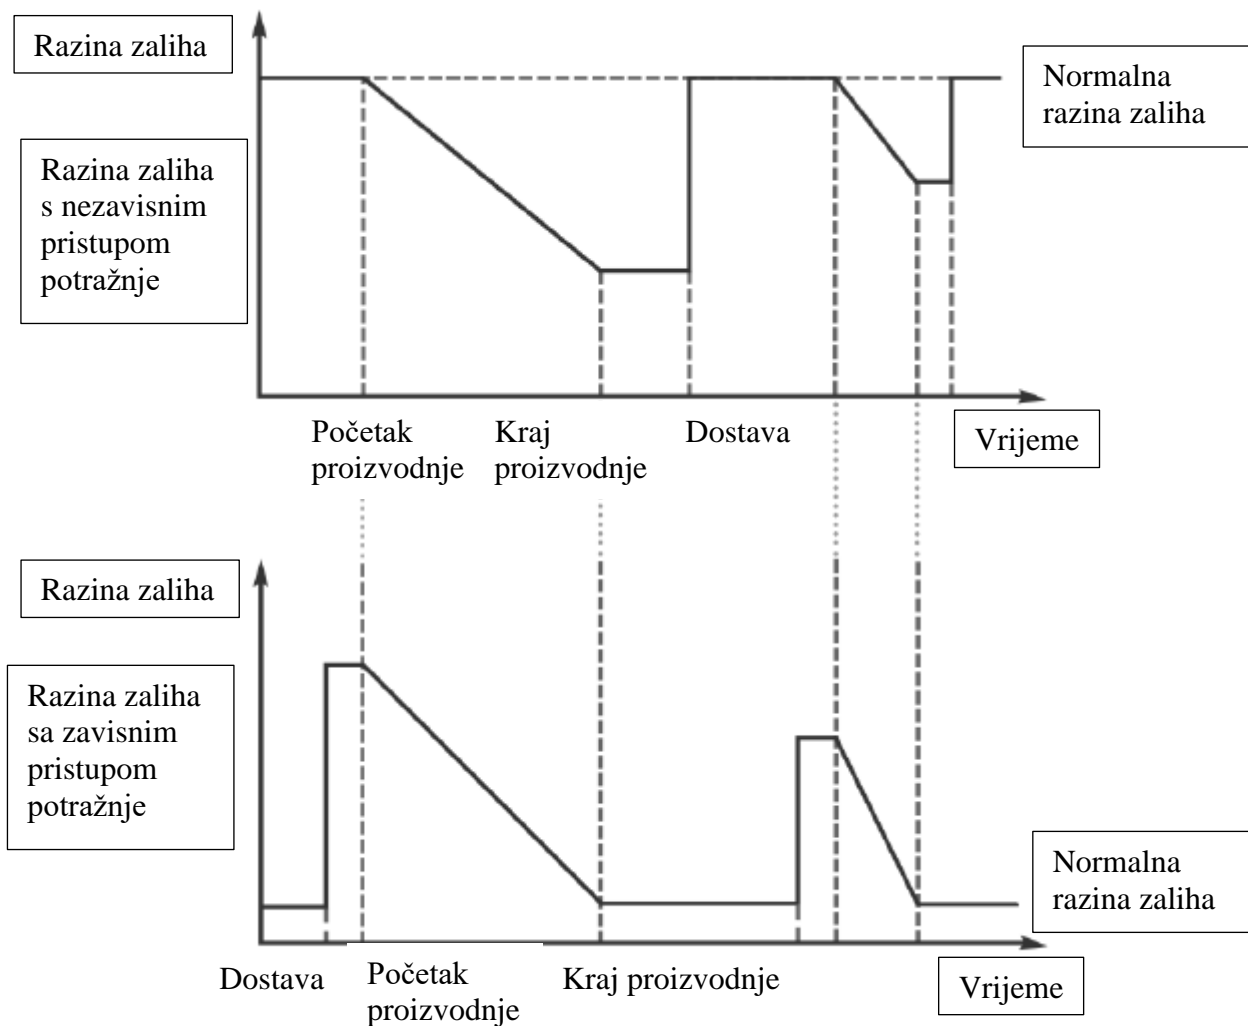 Razina zaliha
Normalna
razina zaliha
Razina zaliha
s nezavisnim
pristupom
potražnje
Početak
proizvodnje
Kraj
proizvodnje
Dostava
Vrijeme
Razina zaliha
Razina zaliha
sa zavisnim
pristupom
potražnje
Normalna
razina zaliha
Dostava
Početak
proizvodnje
Kraj proizvodnje
Vrijeme